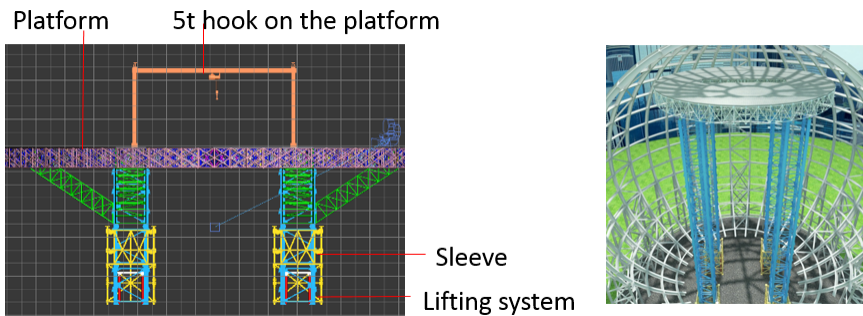 Platform
5t hook on the platform
Sleeve
Lifting system